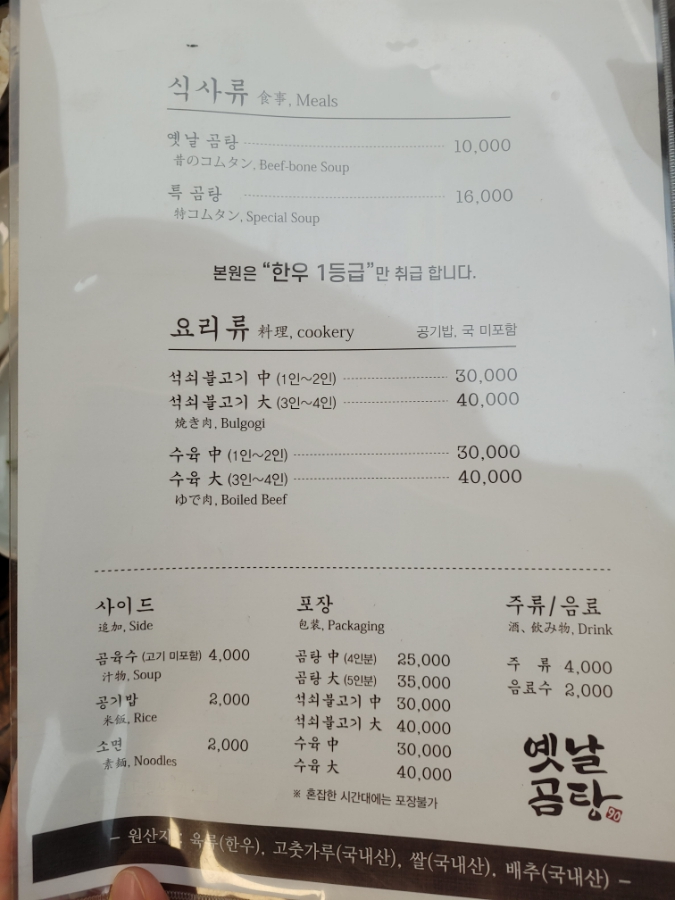 식사류 食事, Meals
옛날 곰탕 10,000
昔のコムタン, Beef-bone Soup
특 곰탕 16,000
特コムタン, Special Soup
본원은 "한우 1등급"만 취급 합니다.
요리류 料理, cookery 공기밥, 국 미포함
석쇠불고기 中 (1인~2인) 30,000
석쇠불고기 大 (3인~4인) 40,000
焼き肉, Bulgogi
수육 中 (1인~2인) 30,000
수육 大 (3인~4인) 40,000
ゆで肉, Boiled Beef
사이드
追加, Side
곰육수 (고기 미포함) 4,000
汁物, Soup
공기밥 2,000
米飯, Rice
소면 2,000
素麺, Noodles
포장
包装, Packaging
곰탕 中 (4인분) 25,000
곰탕 大 (5인분) 35,000
석쇠불고기 中 30,000
석쇠불고기 大 40,000
수육 中 30,000
수육 大 40,000
※ 혼잡한 시간대에는 포장불가
주류/음료
酒、飲み物, Drink
주 류 4,000
음료수 2,000
옛날
곰탕 90
- 원산지 : 육류(한우), 고춧가루(국내산), 쌀(국내산), 배추(국내산) -